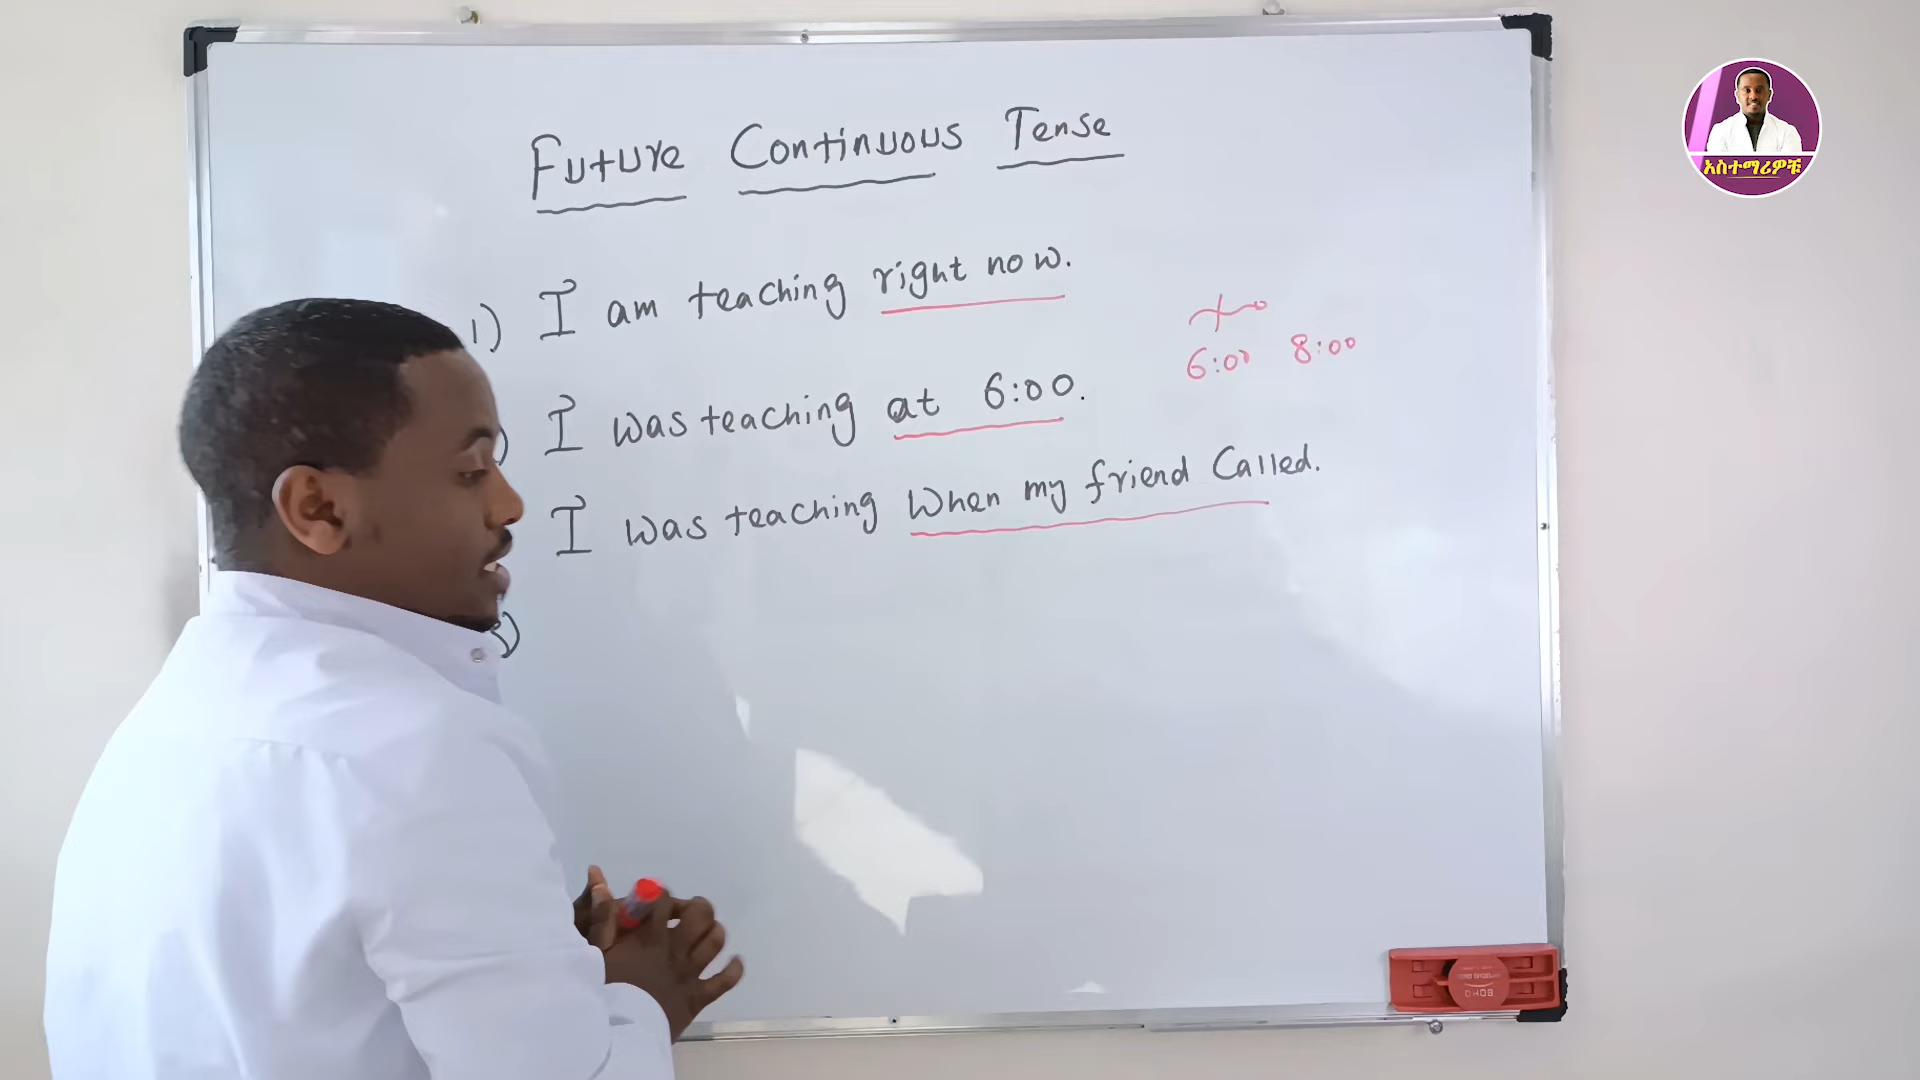 Future Continuous Tense
አስተማሪዎቹ
1) I am teaching right now.
6:00 8:00
) I was teaching at 6:00.
I was teaching When my friend Called.
3)